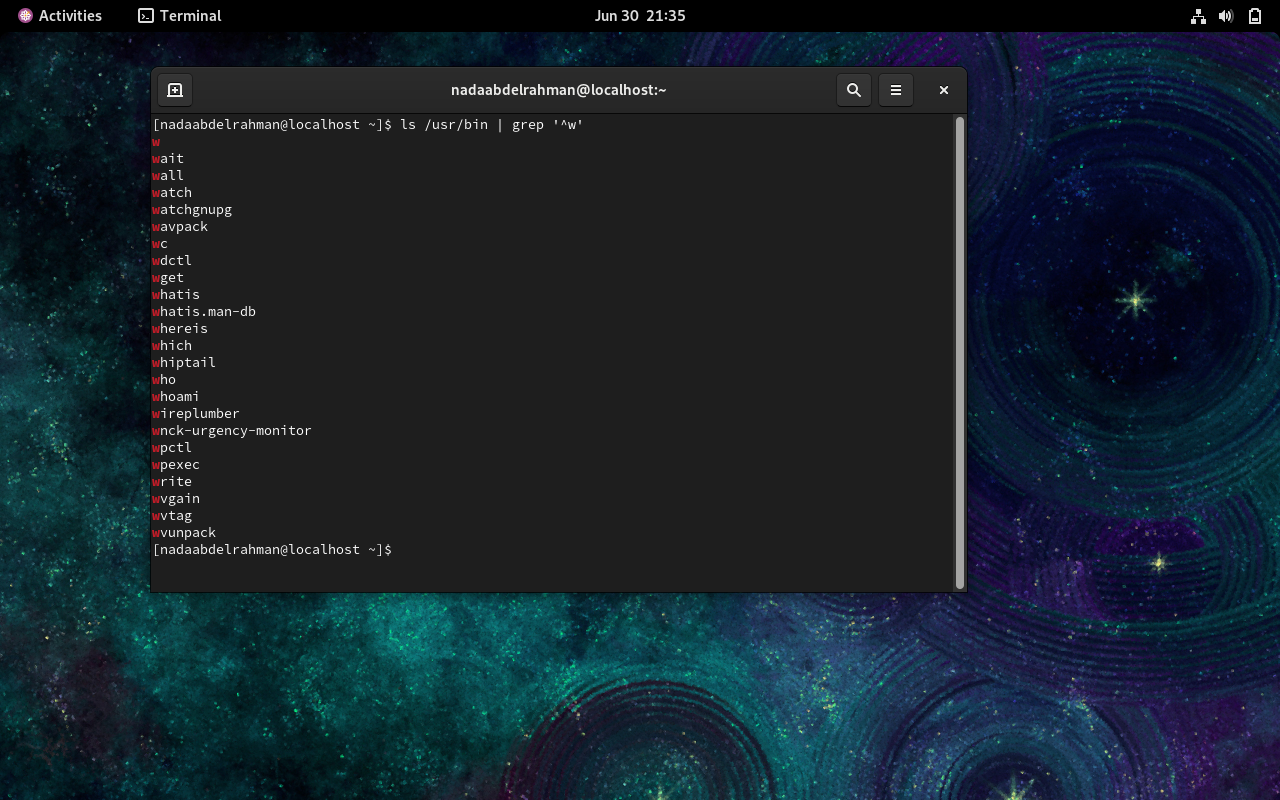 Activities Terminal Jun 30 21:35
nadaabdelrahman@localhost:~
[nadaabdelrahman@localhost ~]$ ls /usr/bin | grep '^w'
w
wait
wall
watch
watchgnupg
wavpack
wc
wdctl
wget
whatis
whatis.man-db
whereis
which
whiptail
who
whoami
wireplumber
wnck-urgency-monitor
wpctl
wpexec
write
wvgain
wvtag
wvunpack
[nadaabdelrahman@localhost ~]$